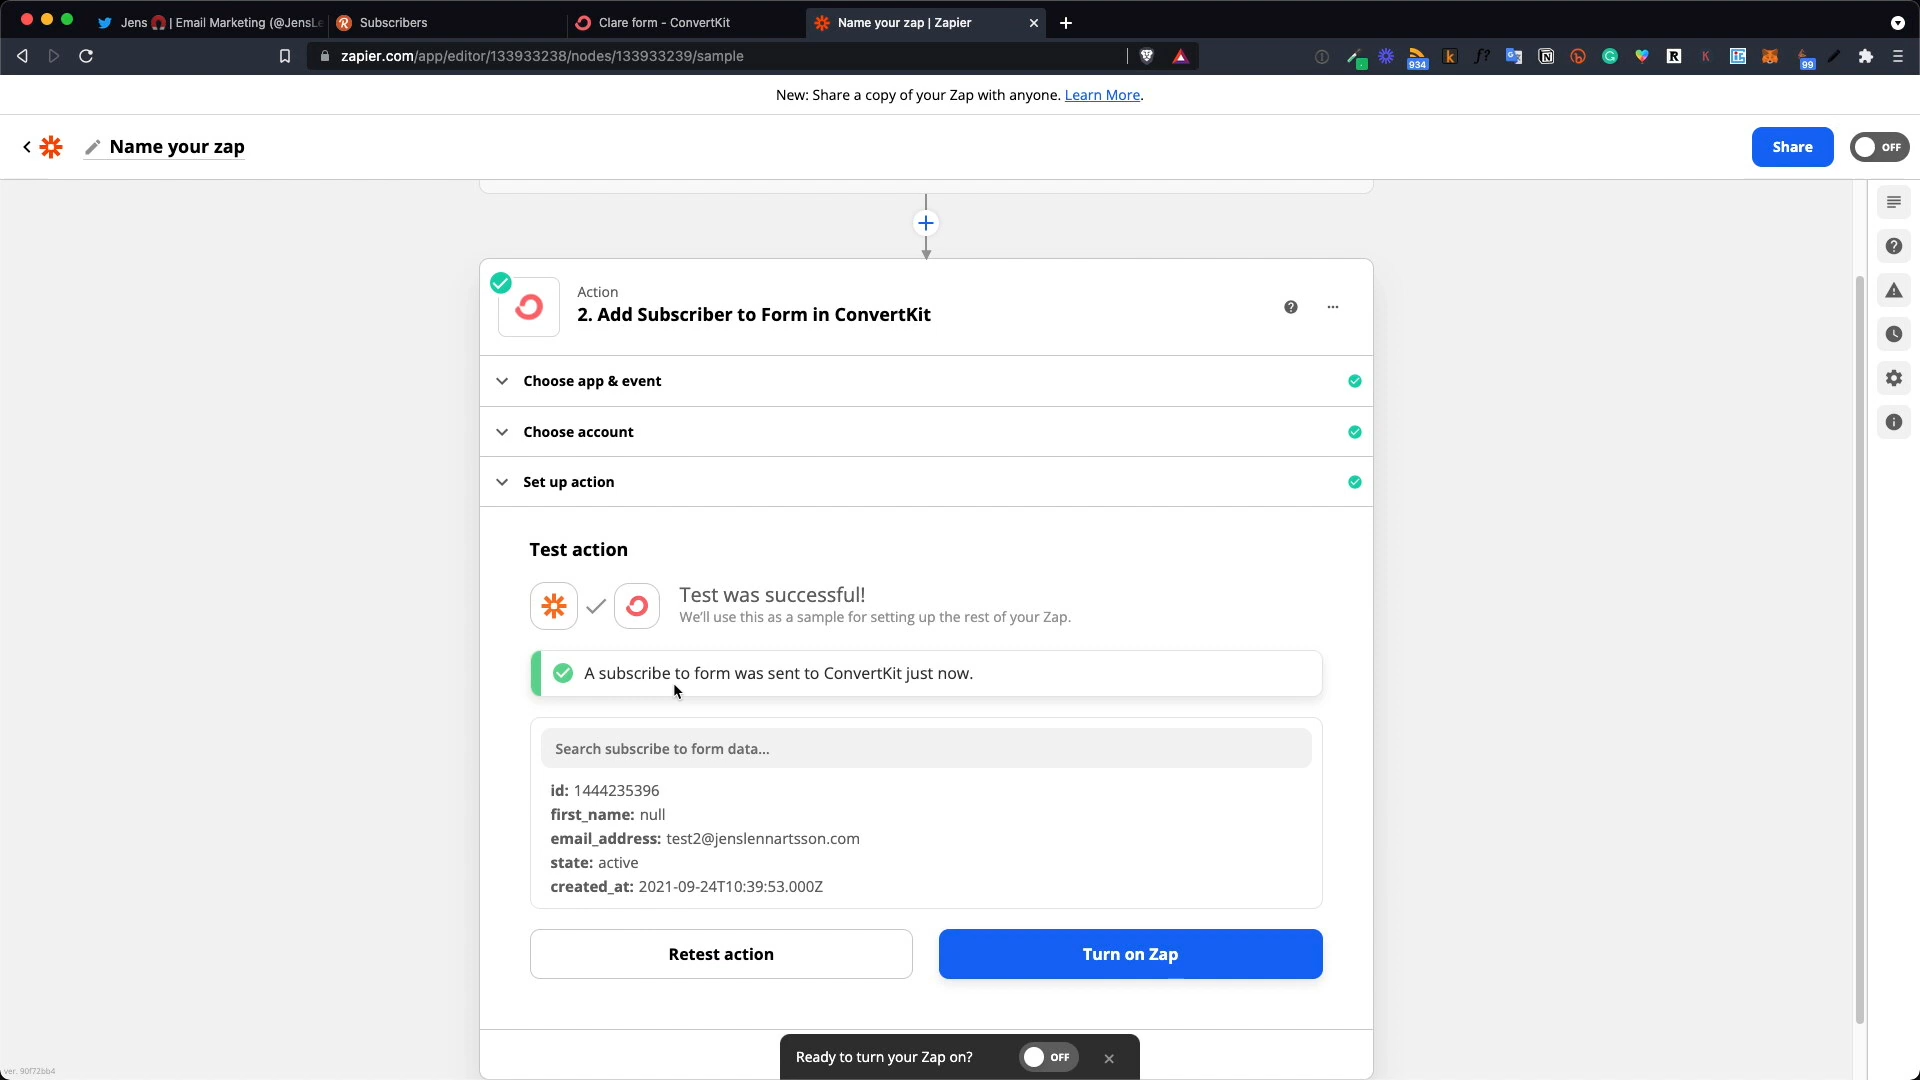 Jens | Email Marketing (@JensLe
Subscribers
Clare form - ConvertKit
Name your zap | Zapier
zapier.com/app/editor/133933238/nodes/133933239/sample
934
99
New: Share a copy of your Zap with anyone. Learn More.
Name your zap
Share
OFF
Action
2. Add Subscriber to Form in ConvertKit
Choose app & event
Choose account
Set up action
Test action
Test was successful!
We'll use this as a sample for setting up the rest of your Zap.
A subscribe to form was sent to ConvertKit just now.
Search subscribe to form data...
id: 1444235396
first_name: null
email_address: test2@jenslennartsson.com
state: active
created_at: 2021-09-24T10:39:53.000Z
Retest action
Turn on Zap
Ready to turn your Zap on?
OFF
ver. 90f72bb4